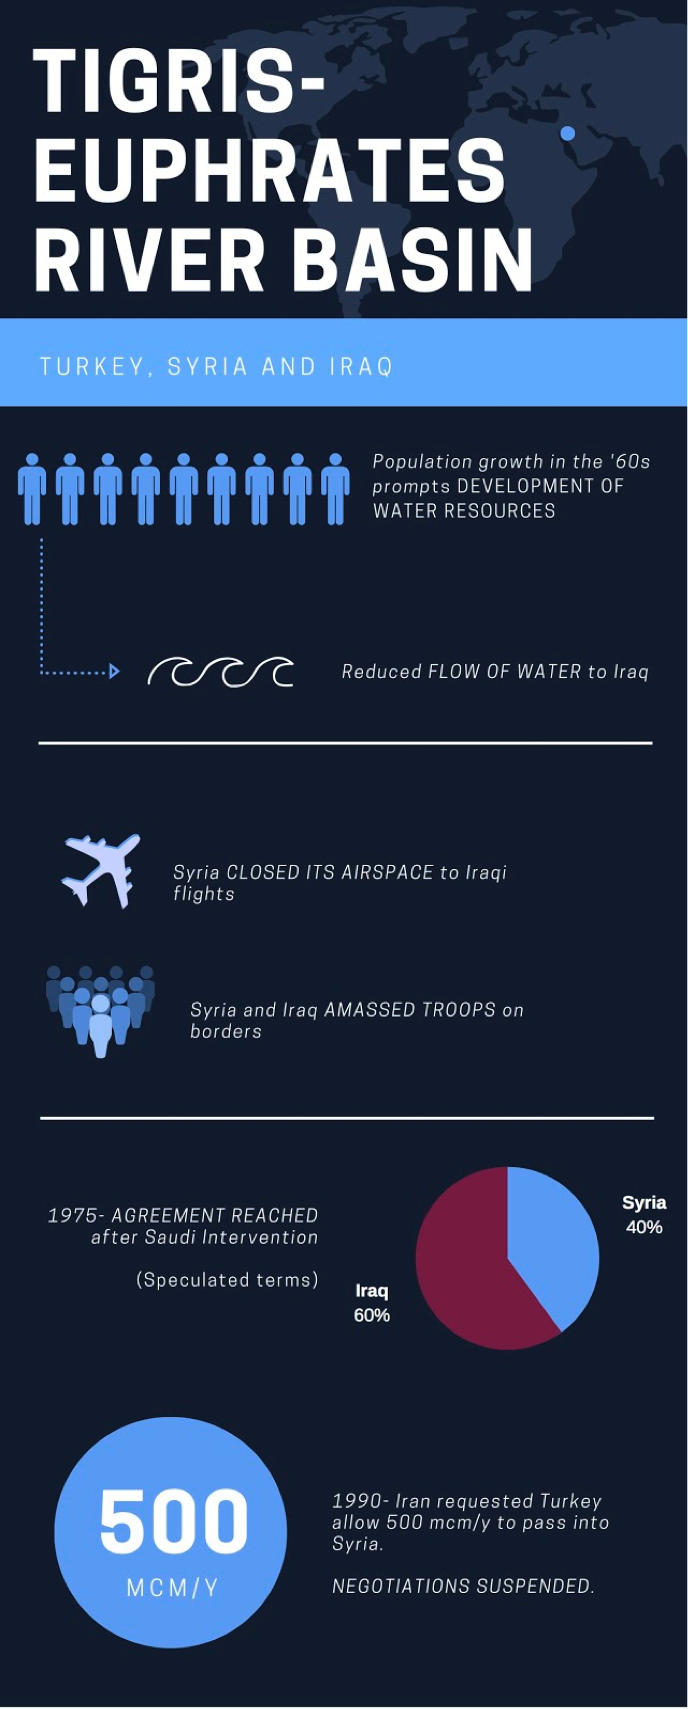 TIGRIS-
EUPHRATES
RIVER BASIN
TURKEY, SYRIA AND IRAQ
Population growth in the '60s
prompts DEVELOPMENT OF
WATER RESOURCES
Reduced FLOW OF WATER to Iraq
Syria CLOSED ITS AIRSPACE to Iraqi
flights
Syria and Iraq AMASSED TROOPS on
borders
1975- AGREEMENT REACHED
after Saudi Intervention
(Speculated terms)
Syria
40%
Iraq
60%
500
MCM/Y
1990- Iran requested Turkey
allow 500 mcm/y to pass into
Syria.
NEGOTIATIONS SUSPENDED.